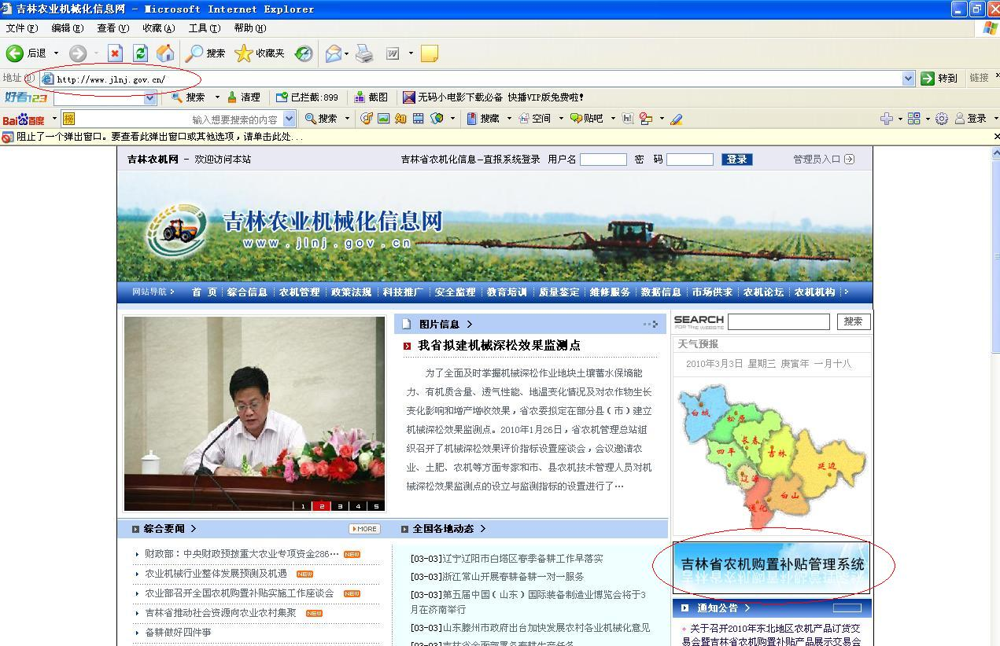 吉林农业机械化信息网 - Microsoft Internet Explorer
文件(F) 编辑(E) 查看(V) 收藏(A) 工具(T) 帮助(H)
后退 搜索 收藏夹
地址(D) http://www.jlnj.gov.cn/ 转到 链接 »
好看123 搜索 清理 已拦截:899 截图 无码小电影下载必备 快播VIP版免费啦!
Bai百度 榜 输入想要搜索的内容 搜索 知 搜藏 空间 贴吧 hi 登录
阻止了一个弹出窗口。要查看此弹出窗口或其他选项，请单击此处...
吉林农机网 - 欢迎访问本站 吉林省农机化信息-直报系统登录 用户名 密 码 登录 管理员入口
吉林农业机械化信息网
www.jlnj.gov.cn
网站导航 首 页 综合信息 农机管理 政策法规 科技推广 安全监理 教育培训 质量鉴定 维修服务 数据信息 市场供求 农机论坛 农机机构
1 2 3 4 5
图片信息
我省拟建机械深松效果监测点
为了全面及时掌握机械深松作业地块土壤蓄水保墒能
力、有机质含量、透气性能、地温变化情况及对农作物生长
变化影响和增产增收效果，省农委拟定在部分县（市）建立
机械深松效果监测点。2010年1月26日，省农机管理总站组
织召开了机械深松效果评价指标设置座谈会，会议邀请农
业、土肥、农机等方面专家和市、县农机技术管理人员对机
械深松效果监测点的设立与监测指标的设置进行了…
SEARCH
FOR THE WEBSITE
搜索
天气预报
2010年3月3日 星期三 庚寅年 一月十八
白城
松原
长春
四平
吉林
延边
辽源
白山
通化
吉林省农机购置补贴管理系统
综合要闻 MORE
财政部：中央财政预拨重大农业专项资金286… NEW
农业机械行业整体发展预测及机遇 NEW
农业部召开全国农机购置补贴实施工作座谈会 NEW
吉林省推动社会资源向农业农村集聚 NEW
备耕做好四件事
全国各地动态
[03-03]辽宁辽阳市白塔区春季备耕工作早落实
[03-03]浙江常山开展春耕备耕一对一服务
[03-03]第五届中国（山东）国际装备制造业博览会将于3
月在济南举行
[03-03]山东滕州市政府出台加快发展农村各业机械化意见
[03-03]吉林省全面部署备春耕生产任务
通知公告
关于召开2010年东北地区农机产品订货交
易会暨吉林省农机购置补贴产品展示交易会